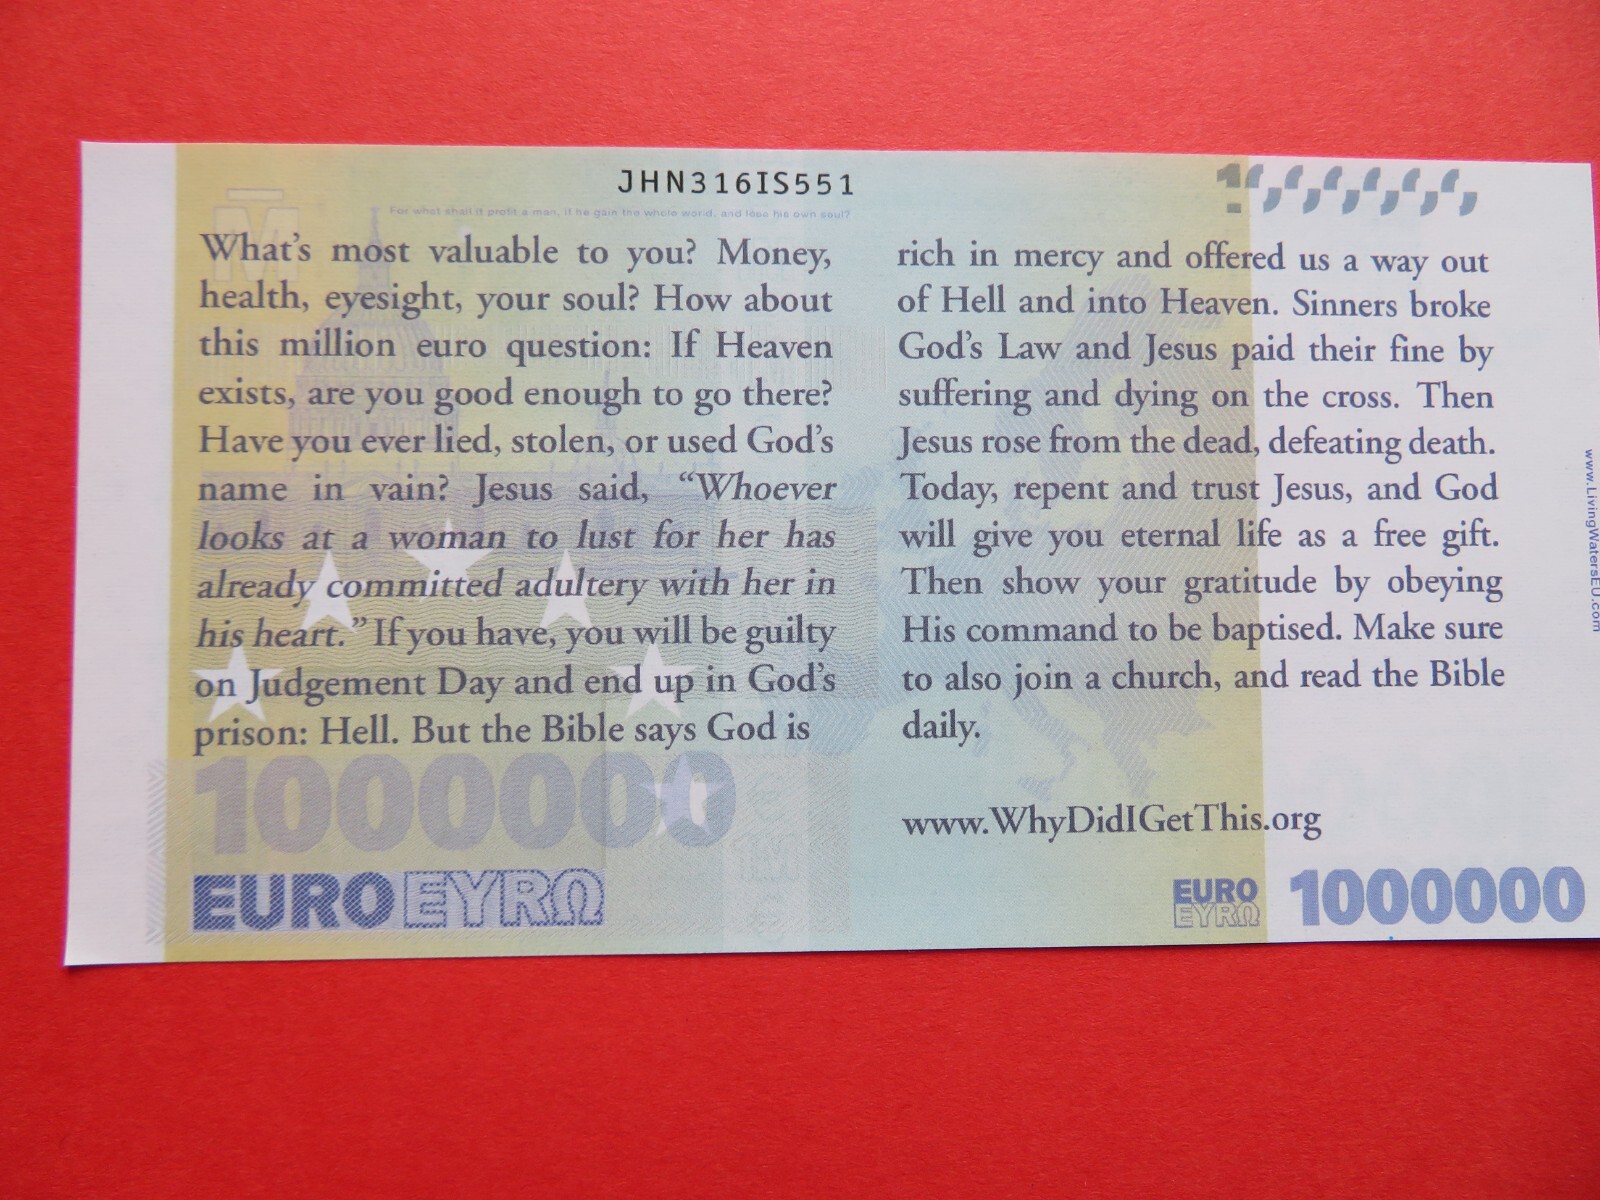 JHN316IS551
For what shall it profit a man, if he gain the whole world, and lose his own soul?
What's most valuable to you? Money,
health, eyesight, your soul? How about
this million euro question: If Heaven
exists, are you good enough to go there?
Have you ever lied, stolen, or used God's
name in vain? Jesus said, “Whoever
looks at a woman to lust for her has
already committed adultery with her in
his heart.” If you have, you will be guilty
on Judgement Day and end up in God's
prison: Hell. But the Bible says God is
rich in mercy and offered us a way out
of Hell and into Heaven. Sinners broke
God's Law and Jesus paid their fine by
suffering and dying on the cross. Then
Jesus rose from the dead, defeating death.
Today, repent and trust Jesus, and God
will give you eternal life as a free gift.
Then show your gratitude by obeying
His command to be baptised. Make sure
to also join a church, and read the Bible
daily.
www.WhyDidIGetThis.org
www.LivingWatersEU.com
1000000
EURO ΕΥΡΩ
EURO
ΕΥΡΩ
1000000